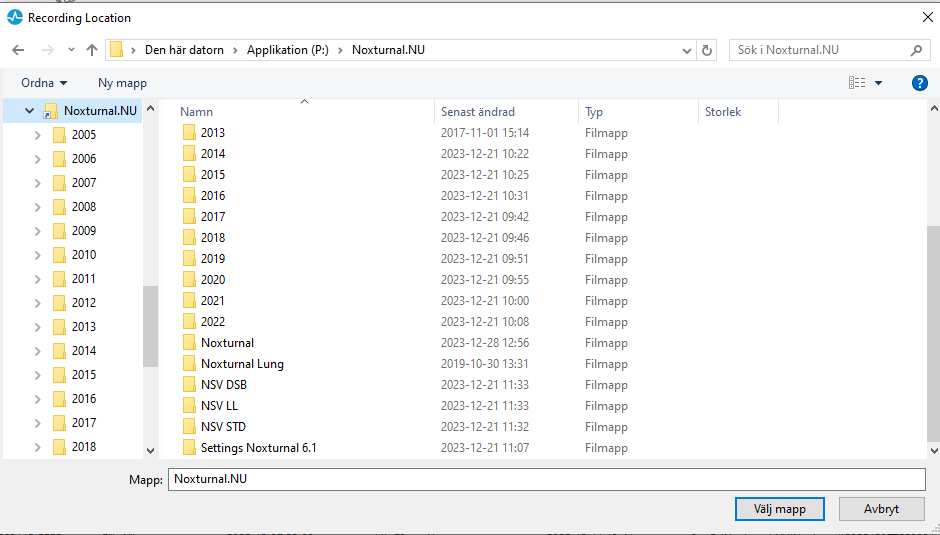 Recording Location
Den här datorn > Applikation (P:) > Noxturnal.NU
Sök i Noxturnal.NU
Ordna Ny mapp
Noxturnal.NU
2005
2006
2007
2008
2009
2010
2011
2012
2013
2014
2015
2016
2017
2018
Namn Senast ändrad Typ Storlek
2013 2017-11-01 15:14 Filmapp
2014 2023-12-21 10:22 Filmapp
2015 2023-12-21 10:25 Filmapp
2016 2023-12-21 10:31 Filmapp
2017 2023-12-21 09:42 Filmapp
2018 2023-12-21 09:46 Filmapp
2019 2023-12-21 09:51 Filmapp
2020 2023-12-21 09:55 Filmapp
2021 2023-12-21 10:00 Filmapp
2022 2023-12-21 10:08 Filmapp
Noxturnal 2023-12-28 12:56 Filmapp
Noxturnal Lung 2019-10-30 13:31 Filmapp
NSV DSB 2023-12-21 11:33 Filmapp
NSV LL 2023-12-21 11:33 Filmapp
NSV STD 2023-12-21 11:32 Filmapp
Settings Noxturnal 6.1 2023-12-21 11:07 Filmapp
Mapp: Noxturnal.NU
Välj mapp Avbryt